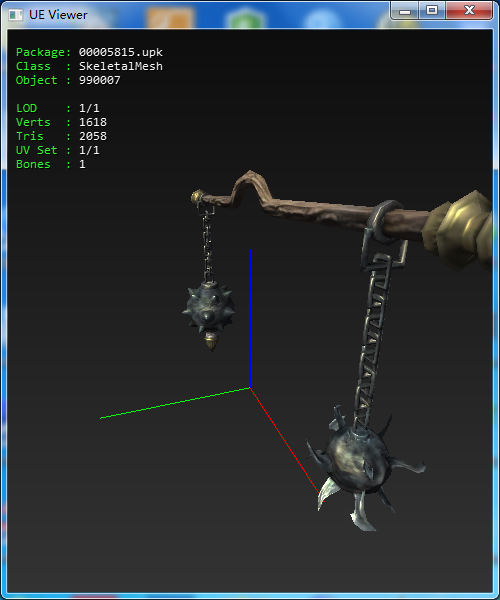 UE Viewer
Package: 00005815.upk
Class : SkeletalMesh
Object : 990007
LOD : 1/1
Verts : 1618
Tris : 2058
UV Set : 1/1
Bones : 1